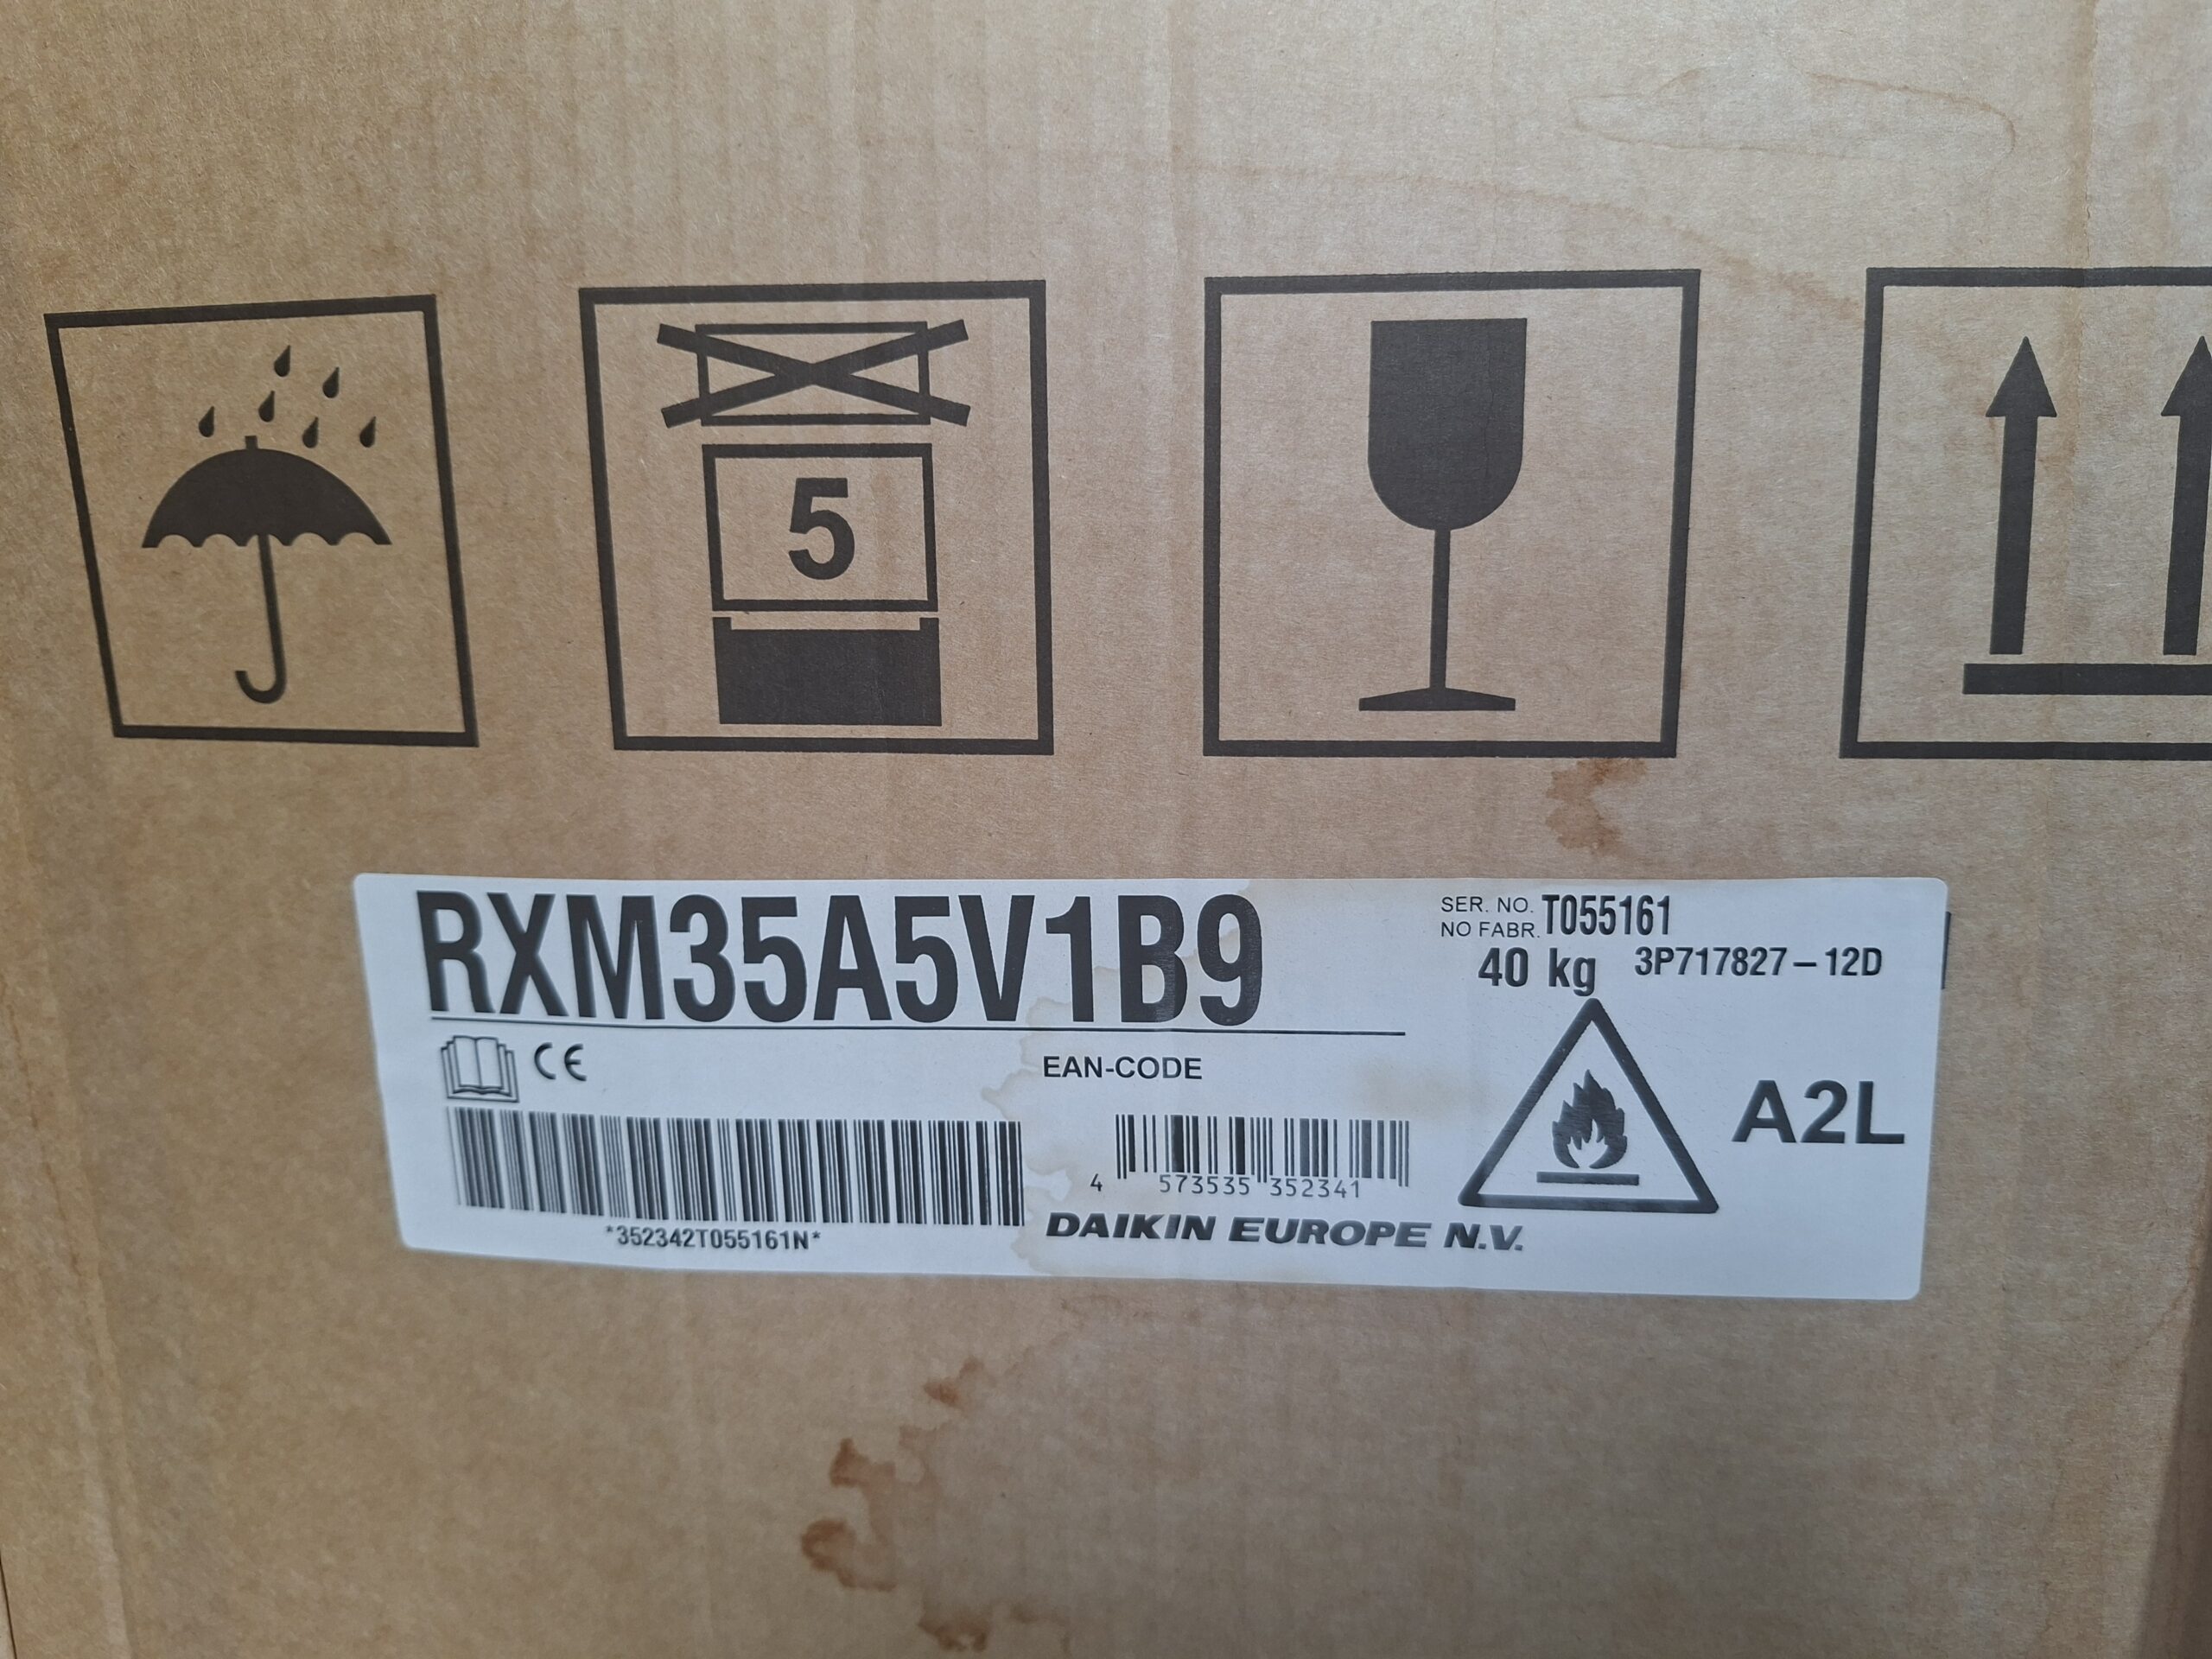 5
RXM35A5V1B9
SER. NO. T055161
NO FABR.
40 kg 3P717827-12D
CE
EAN-CODE
A2L
4 573535 352341
*352342T055161N*
DAIKIN EUROPE N.V.